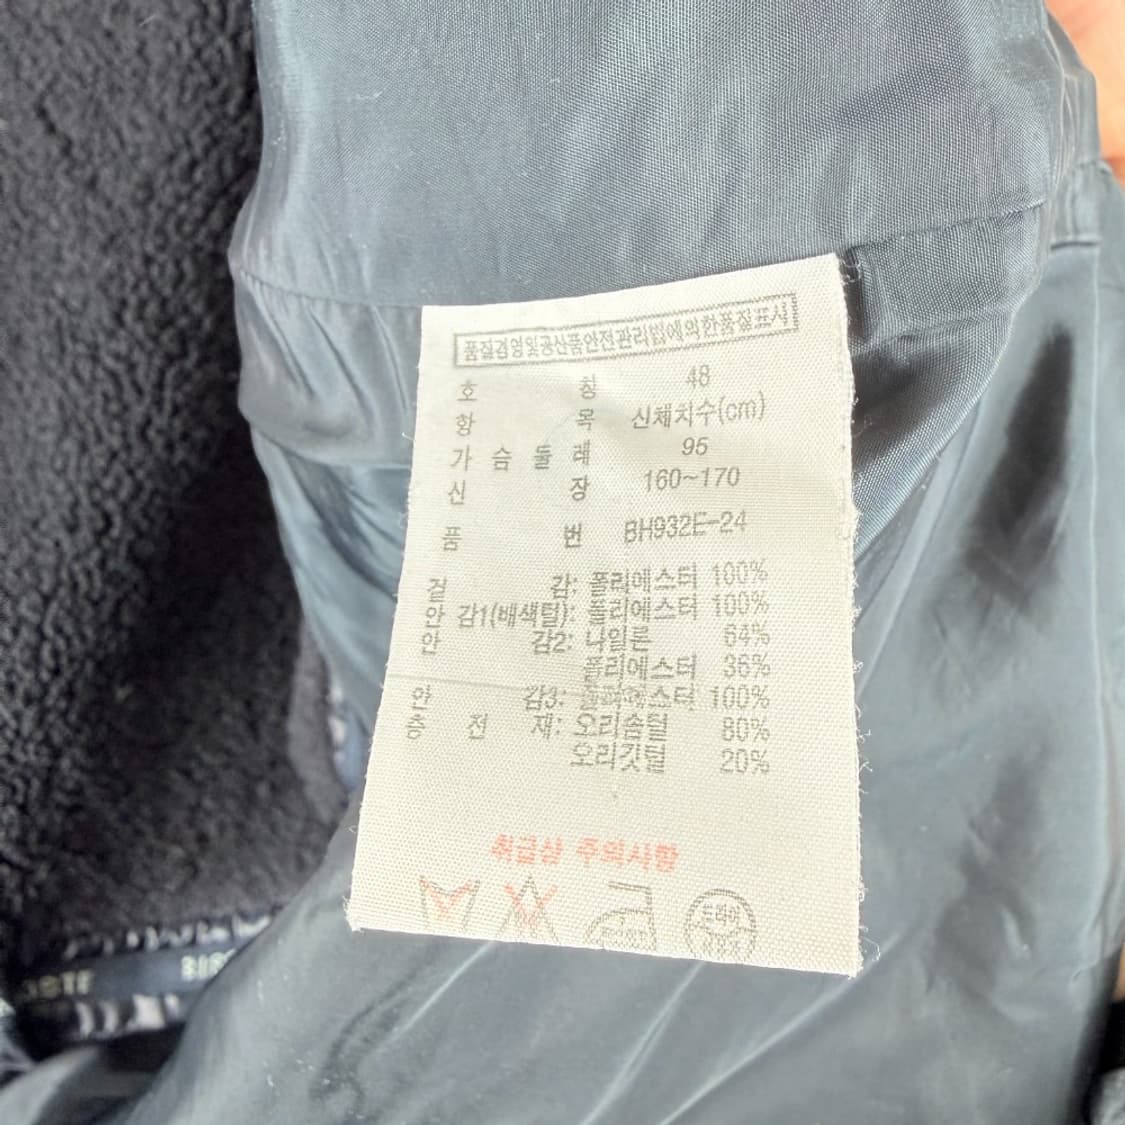 품질검영및공산품안전관리법에의한품질표시
호 칭 48
항 목 신체치수(cm)
가 슴 둘 레 95
신 장 160~170
품 번 BH932E-24
겉 감: 폴리에스터 100%
안 감1(배색털): 폴리에스터 100%
안 감2: 나일론 64%
폴리에스터 36%
안 감3: 폴리에스터 100%
충 전 재: 오리솜털 80%
오리깃털 20%
취급상 주의사항
드라이